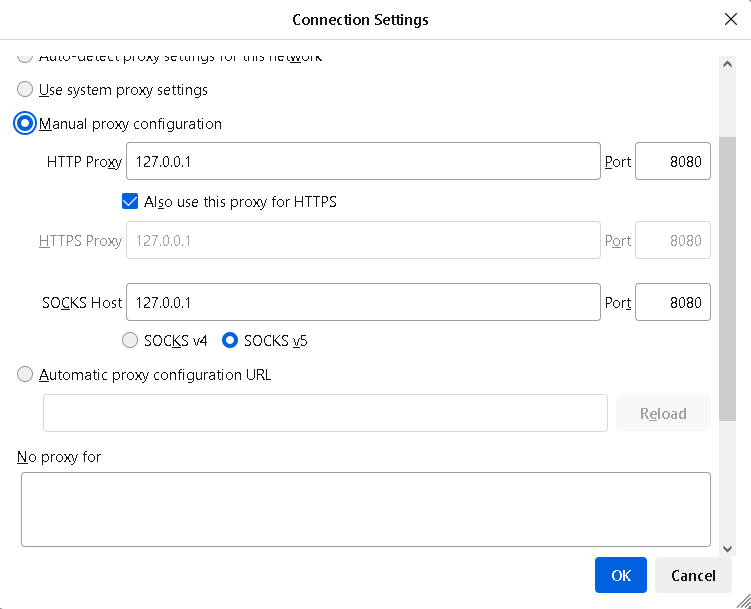 Connection Settings
Auto-detect proxy settings for this network
Use system proxy settings
Manual proxy configuration
HTTP Proxy 127.0.0.1 Port 8080
Also use this proxy for HTTPS
HTTPS Proxy 127.0.0.1 Port 8080
SOCKS Host 127.0.0.1 Port 8080
SOCKS v4 SOCKS v5
Automatic proxy configuration URL
Reload
No proxy for
OK Cancel